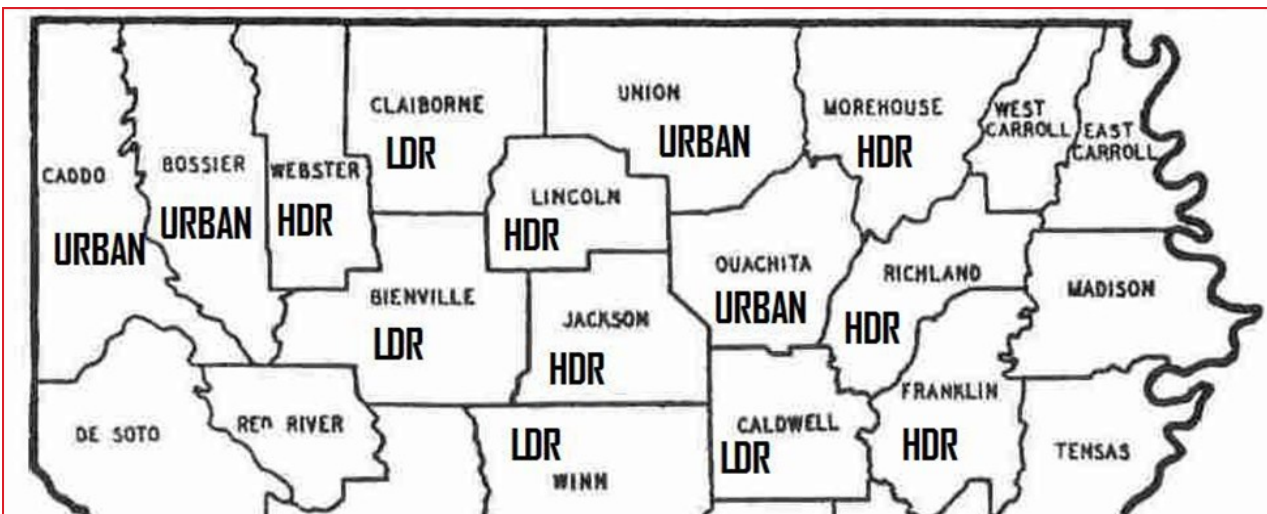 CLAIBORNE
LDR
UNION
URBAN
MOREHOUSE
HDR
WEST
CARROLL
EAST
CARROLL
CADDO
URBAN
BOSSIER
URBAN
WEBSTER
HDR
LINCOLN
HDR
OUACHITA
URBAN
RICHLAND
HDR
MADISON
BIENVILLE
LDR
JACKSON
HDR
FRANKLIN
HDR
DE SOTO
RED RIVER
LDR
WINN
CALDWELL
LDR
TENSAS